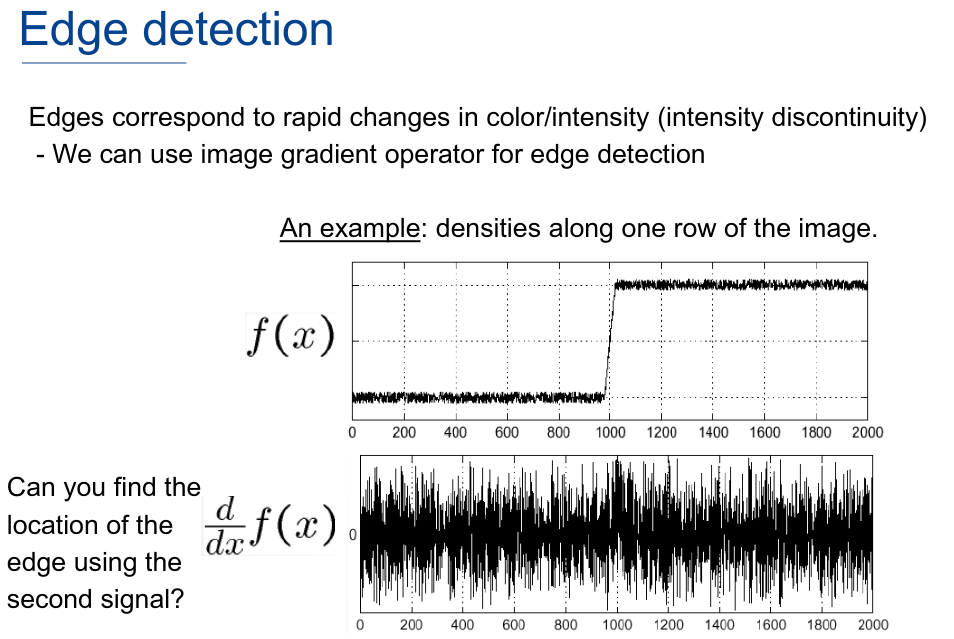 Edge detection
Edges correspond to rapid changes in color/intensity (intensity discontinuity)
- We can use image gradient operator for edge detection
An example: densities along one row of the image.
f(x)
0 200 400 600 800 1000 1200 1400 1600 1800 2000
Can you find the
location of the
edge using the
second signal?
d/dx f(x)
0
0 200 400 600 800 1000 1200 1400 1600 1800 2000